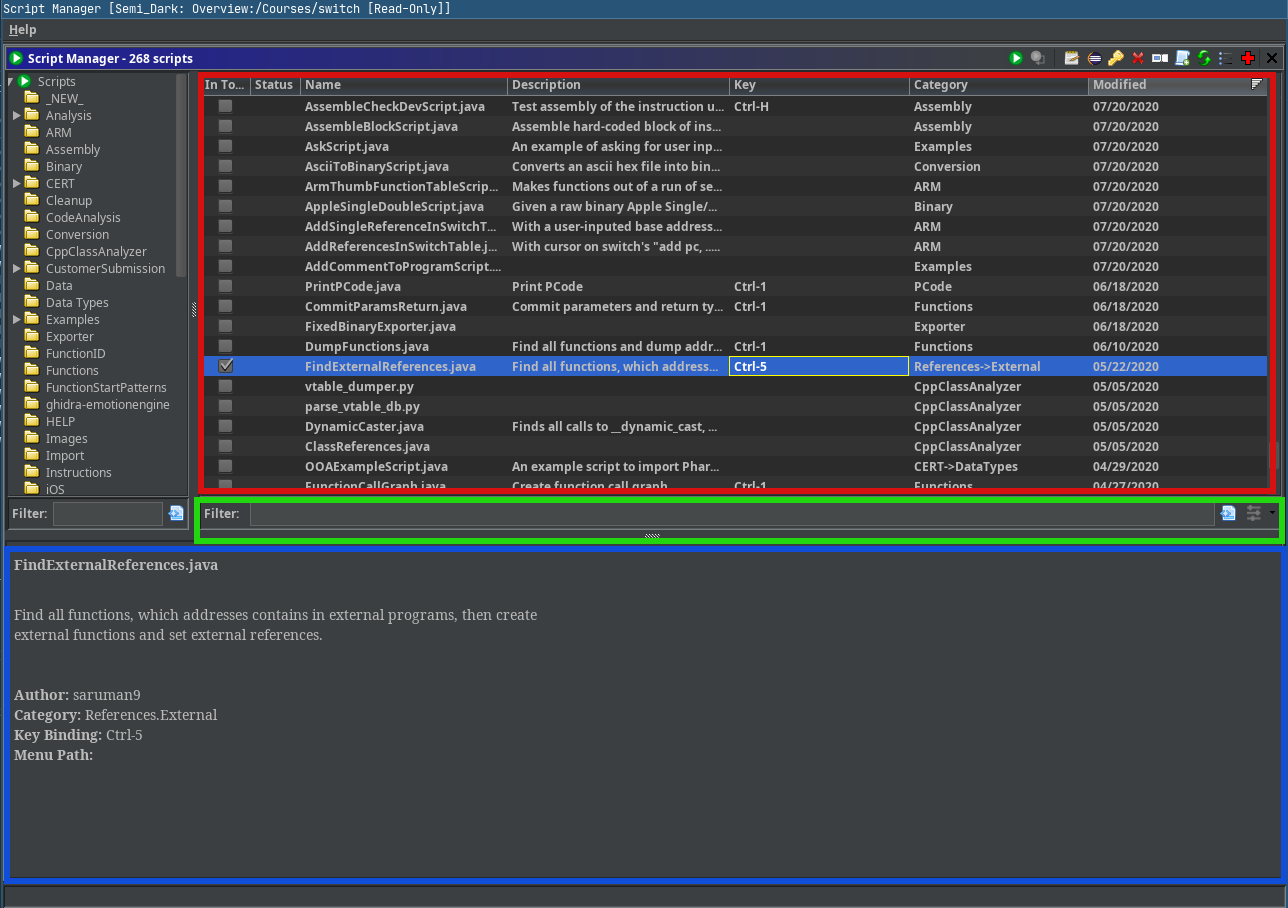 Script Manager [Semi_Dark: Overview:/Courses/switch [Read-Only]]
Help
Script Manager - 268 scripts
Scripts
_NEW_
Analysis
ARM
Assembly
Binary
CERT
Cleanup
CodeAnalysis
Conversion
CppClassAnalyzer
CustomerSubmission
Data
Data Types
Examples
Exporter
FunctionID
Functions
FunctionStartPatterns
ghidra-emotionengine
HELP
Images
Import
Instructions
iOS
Filter:
In To... Status Name Description Key Category Modified
AssembleCheckDevScript.java Test assembly of the instruction u... Ctrl-H Assembly 07/20/2020
AssembleBlockScript.java Assemble hard-coded block of ins... Assembly 07/20/2020
AskScript.java An example of asking for user inp... Examples 07/20/2020
AsciiToBinaryScript.java Converts an ascii hex file into bin... Conversion 07/20/2020
ArmThumbFunctionTableScrip... Makes functions out of a run of se... ARM 07/20/2020
AppleSingleDoubleScript.java Given a raw binary Apple Single/... Binary 07/20/2020
AddSingleReferenceInSwitchT... With a user-inputed base address... ARM 07/20/2020
AddReferencesInSwitchTable.j... With cursor on switch's "add pc, ..... ARM 07/20/2020
AddCommentToProgramScript.... Examples 07/20/2020
PrintPCode.java Print PCode Ctrl-1 PCode 06/18/2020
CommitParamsReturn.java Commit parameters and return ty... Ctrl-1 Functions 06/18/2020
FixedBinaryExporter.java Exporter 06/18/2020
DumpFunctions.java Find all functions and dump addr... Ctrl-1 Functions 06/10/2020
FindExternalReferences.java Find all functions, which address... Ctrl-5 References->External 05/22/2020
vtable_dumper.py CppClassAnalyzer 05/05/2020
parse_vtable_db.py CppClassAnalyzer 05/05/2020
DynamicCaster.java Finds all calls to __dynamic_cast, ... CppClassAnalyzer 05/05/2020
ClassReferences.java CppClassAnalyzer 05/05/2020
OOAExampleScript.java An example script to import Phar... CERT->DataTypes 04/29/2020
FunctionCallGraph.java Create function call graph Ctrl-1 Functions 04/27/2020
Filter:
FindExternalReferences.java
Find all functions, which addresses contains in external programs, then create
external functions and set external references.
Author: saruman9
Category: References.External
Key Binding: Ctrl-5
Menu Path: